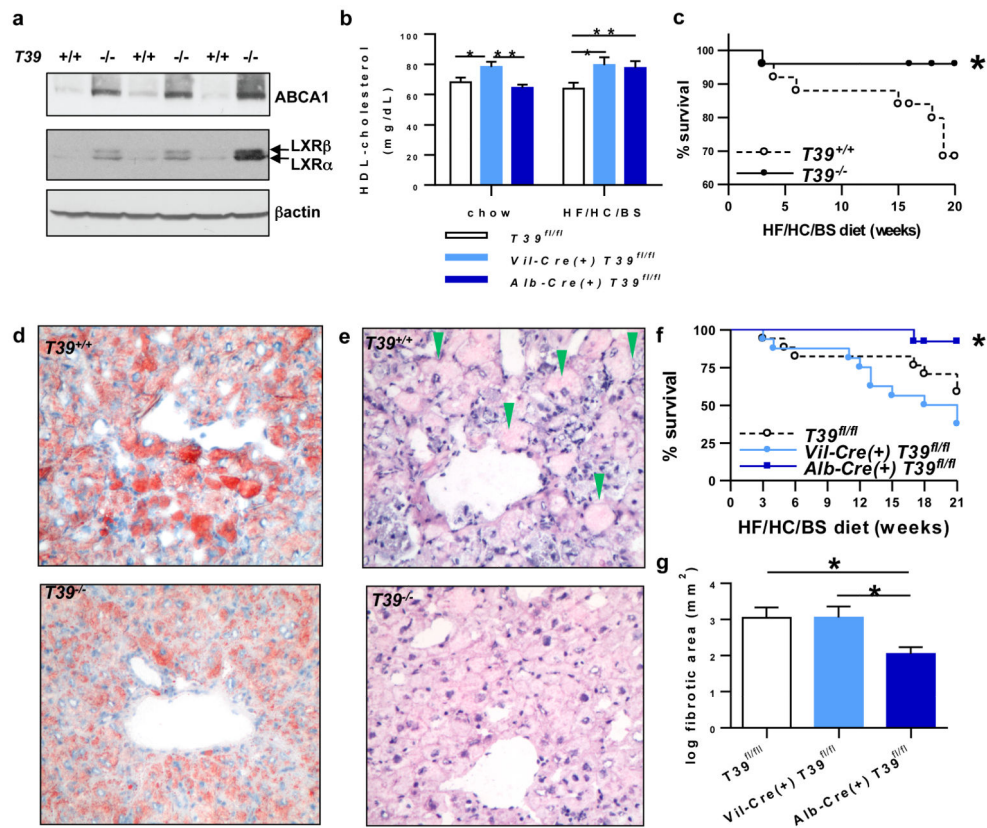 a
T39 +/+ -/- +/+ -/- +/+ -/-
ABCA1
LXRβ
LXRα
βactin
b
HDL-cholesterol
(mg/dL)
100
80
60
40
20
0
* ** ** *
chow HF/HC/BS
T39fl/fl
Vil-Cre(+) T39fl/fl
Alb-Cre(+) T39fl/fl
c
% survival
100
90
80
70
60
*
T39+/+
T39-/-
0 5 10 15 20
HF/HC/BS diet (weeks)
d
T39+/+
T39-/-
e
T39+/+
T39-/-
f
% survival
100
75
50
25
0
*
T39fl/fl
Vil-Cre(+) T39fl/fl
Alb-Cre(+) T39fl/fl
0 3 6 9 12 15 18 21
HF/HC/BS diet (weeks)
g
log fibrotic area (mm2)
4
3
2
1
0
*
*
T39fl/fll
Vil-Cre(+) T39fl/fl
Alb-Cre(+) T39fl/fl